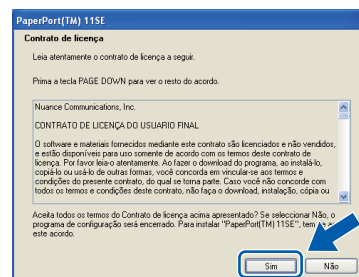 PaperPort(TM) 11SE
Contrato de licença
Leia atentamente o contrato de licença a seguir.
Prima a tecla PAGE DOWN para ver o resto do acordo.
Nuance Communications, Inc.
CONTRATO DE LICENÇA DO USUARIO FINAL
O software e materiais fornecidos mediante este contrato são licenciados e não vendidos,
e estão disponíveis para uso somente de acordo com os termos deste contrato de
licença. Por favor leia-o atentamente. Ao fazer o download do programa, ao instalá-lo,
copiá-lo ou usá-lo de outras formas, você concorda em vincular-se aos termos e
condições do presente contrato, do qual se torna parte. Caso você não concorde com
todos os termos e condições deste contrato, não faça o download, instalação, cópia ou
Aceita todos os termos do Contrato de licença acima apresentado? Se seleccionar Não, o
programa de configuração será encerrado. Para instalar "PaperPort(TM) 11SE", tem
este acordo.
Sim
Não